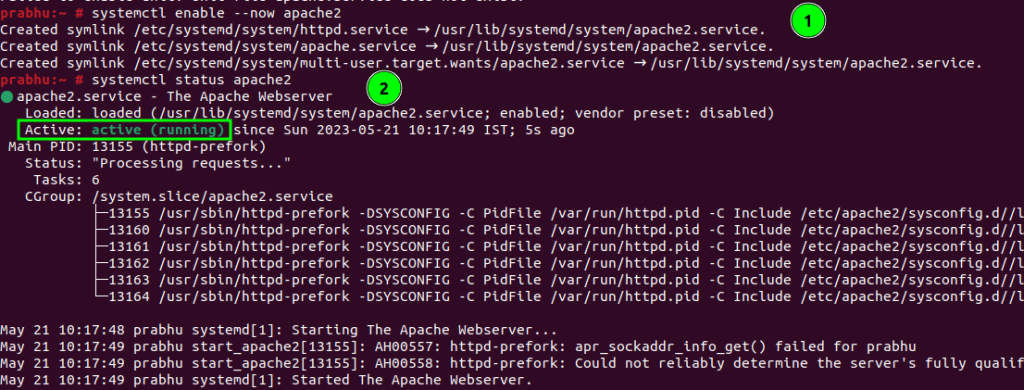 prabhu:~ # systemctl enable --now apache2
1
Created symlink /etc/systemd/system/httpd.service → /usr/lib/systemd/system/apache2.service.
Created symlink /etc/systemd/system/apache.service → /usr/lib/systemd/system/apache2.service.
Created symlink /etc/systemd/system/multi-user.target.wants/apache2.service → /usr/lib/systemd/system/apache2.service.
prabhu:~ # systemctl status apache2
2
● apache2.service - The Apache Webserver
Loaded: loaded (/usr/lib/systemd/system/apache2.service; enabled; vendor preset: disabled)
Active: active (running) since Sun 2023-05-21 10:17:49 IST; 5s ago
Main PID: 13155 (httpd-prefork)
Status: "Processing requests..."
Tasks: 6
CGroup: /system.slice/apache2.service
├─13155 /usr/sbin/httpd-prefork -DSYSCONFIG -C PidFile /var/run/httpd.pid -C Include /etc/apache2/sysconfig.d//l
├─13160 /usr/sbin/httpd-prefork -DSYSCONFIG -C PidFile /var/run/httpd.pid -C Include /etc/apache2/sysconfig.d//l
├─13161 /usr/sbin/httpd-prefork -DSYSCONFIG -C PidFile /var/run/httpd.pid -C Include /etc/apache2/sysconfig.d//l
├─13162 /usr/sbin/httpd-prefork -DSYSCONFIG -C PidFile /var/run/httpd.pid -C Include /etc/apache2/sysconfig.d//l
├─13163 /usr/sbin/httpd-prefork -DSYSCONFIG -C PidFile /var/run/httpd.pid -C Include /etc/apache2/sysconfig.d//l
└─13164 /usr/sbin/httpd-prefork -DSYSCONFIG -C PidFile /var/run/httpd.pid -C Include /etc/apache2/sysconfig.d//l
May 21 10:17:48 prabhu systemd[1]: Starting The Apache Webserver...
May 21 10:17:49 prabhu start_apache2[13155]: AH00557: httpd-prefork: apr_sockaddr_info_get() failed for prabhu
May 21 10:17:49 prabhu start_apache2[13155]: AH00558: httpd-prefork: Could not reliably determine the server's fully qualif
May 21 10:17:49 prabhu systemd[1]: Started The Apache Webserver.